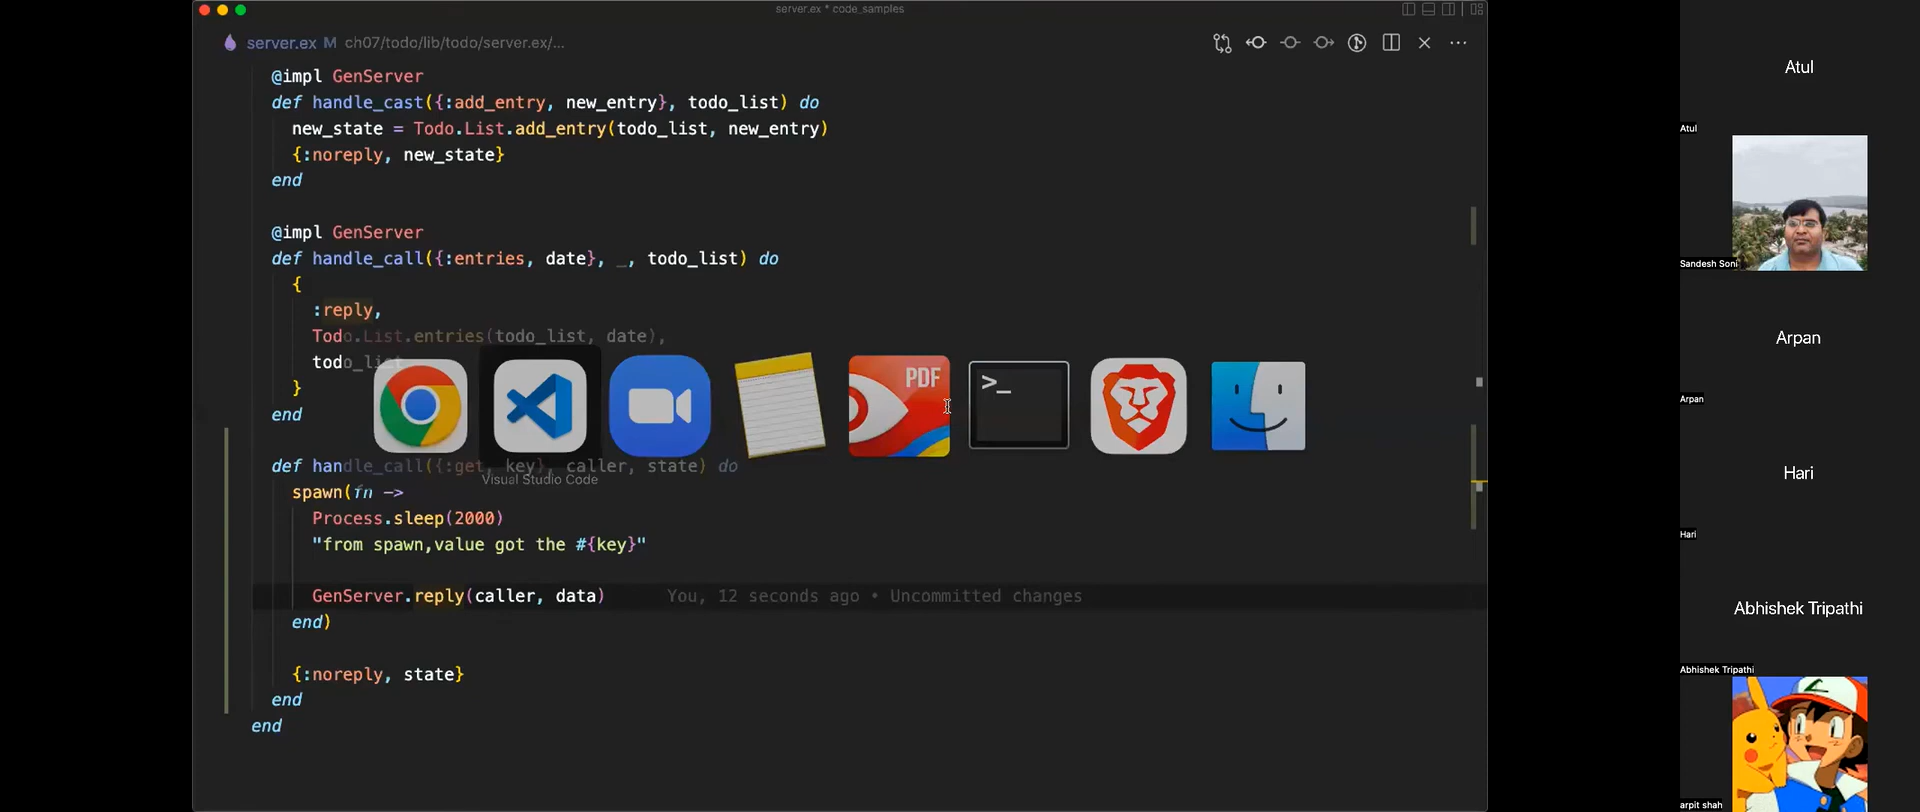 server.ex • code_samples
server.ex M ch07/todo/lib/todo/server.ex/...
@impl GenServer
def handle_cast({:add_entry, new_entry}, todo_list) do
new_state = Todo.List.add_entry(todo_list, new_entry)
{:noreply, new_state}
end
@impl GenServer
def handle_call({:entries, date}, _, todo_list) do
{
:reply,
Todo.List.entries(todo_list, date),
todo_list
}
end
def handle_call({:get, key}, caller, state) do
spawn(fn ->
Process.sleep(2000)
"from spawn,value got the #{key}"
GenServer.reply(caller, data) You, 12 seconds ago • Uncommitted changes
end)
{:noreply, state}
end
end
PDF
>_
Visual Studio Code
Atul
Atul
Sandesh Soni
Arpan
Arpan
Hari
Hari
Abhishek Tripathi
Abhishek Tripathi
arpit shah